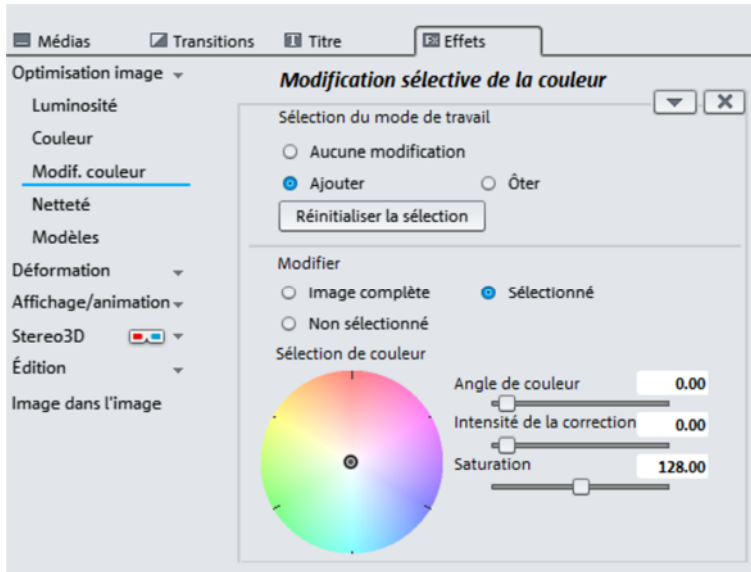 Médias Transitions Titre Effets
Optimisation image
Luminosité
Couleur
Modif. couleur
Netteté
Modèles
Déformation
Affichage/animation
Stereo3D
Édition
Image dans l'image
Modification sélective de la couleur
Sélection du mode de travail
Aucune modification
Ajouter Ôter
Réinitialiser la sélection
Modifier
Image complète Sélectionné
Non sélectionné
Sélection de couleur
Angle de couleur 0.00
Intensité de la correction 0.00
Saturation 128.00